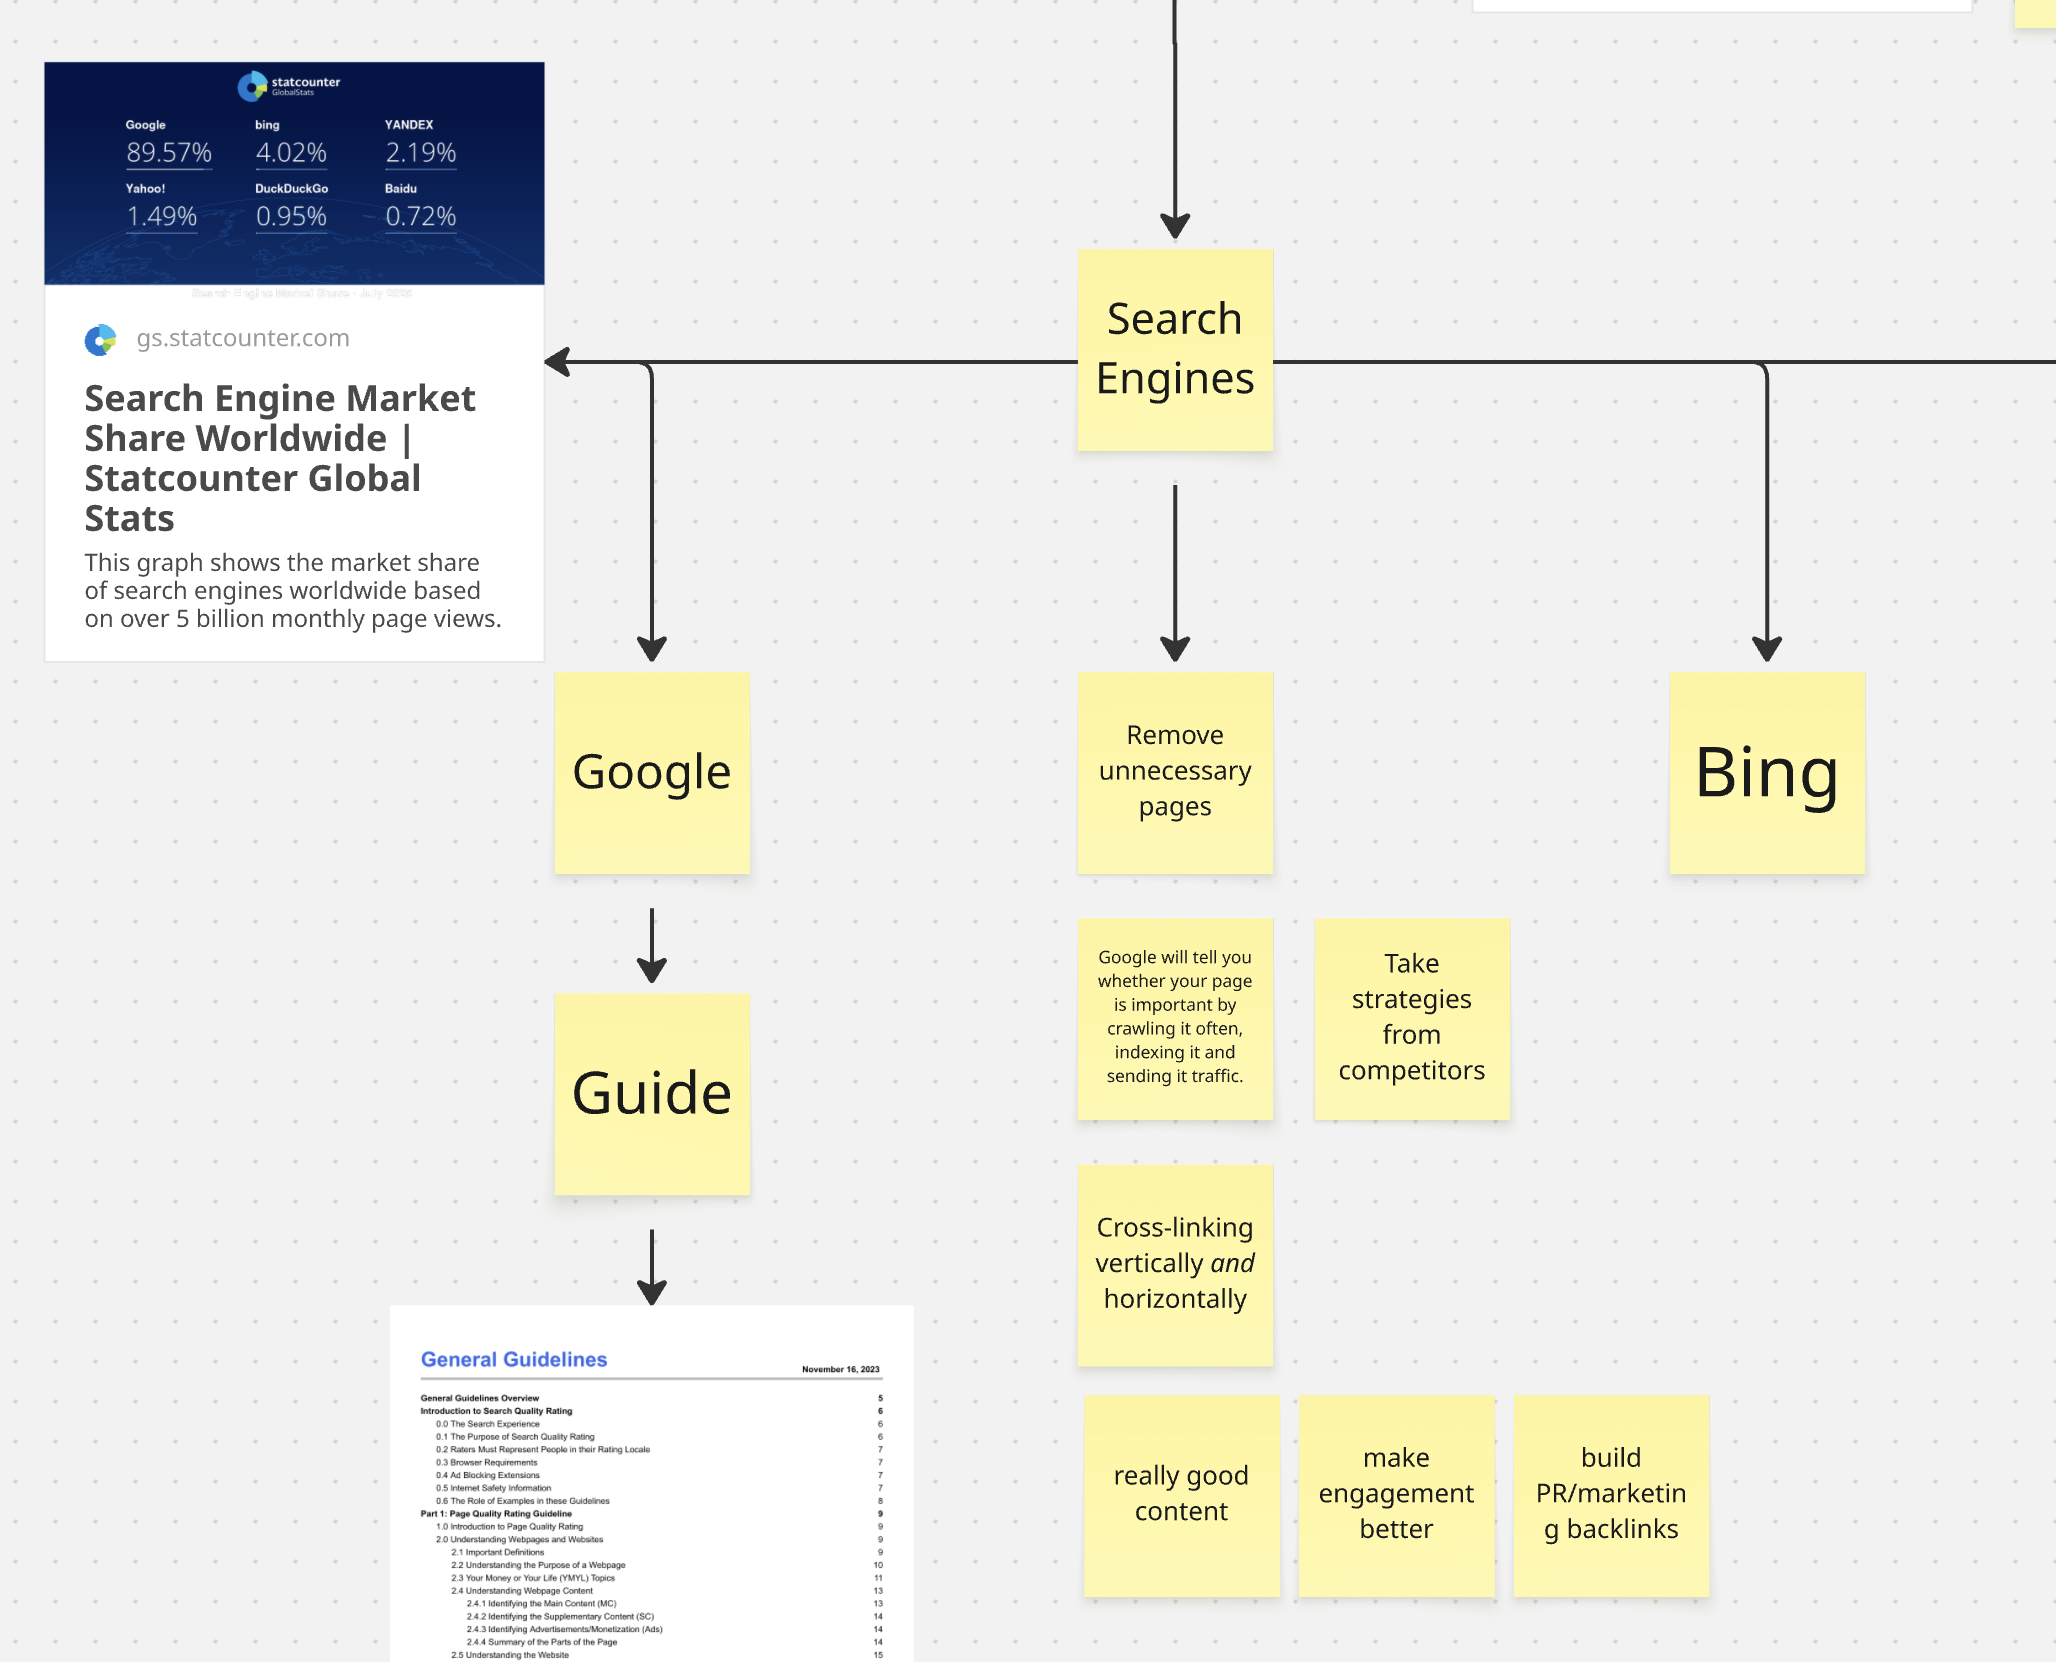 statcounter
GlobalStats
Google
bing
YANDEX
89.57%
4.02%
2.19%
Yahoo!
DuckDuckGo
Baidu
1.49%
0.95%
0.72%
Search Engine Market Share - July 2025
gs.statcounter.com
Search Engine Market
Share Worldwide |
Statcounter Global
Stats
This graph shows the market share
of search engines worldwide based
on over 5 billion monthly page views.
Search
Engines
Google
Remove
unnecessary
pages
Bing
Google will tell you
whether your page
is important by
crawling it often,
indexing it and
sending it traffic.
Take
strategies
from
competitors
Guide
Cross-linking
vertically and
horizontally
really good
content
make
engagement
better
build
PR/marketin
g backlinks
General Guidelines
November 16, 2023
General Guidelines Overview 5
Introduction to Search Quality Rating 6
0.0 The Search Experience 6
0.1 The Purpose of Search Quality Rating 6
0.2 Raters Must Represent People in their Rating Locale 7
0.3 Browser Requirements 7
0.4 Ad Blocking Extensions 7
0.5 Internet Safety Information 7
0.6 The Role of Examples in these Guidelines 8
Part 1: Page Quality Rating Guideline 9
1.0 Introduction to Page Quality Rating 9
2.0 Understanding Webpages and Websites 9
2.1 Important Definitions 9
2.2 Understanding the Purpose of a Webpage 10
2.3 Your Money or Your Life (YMYL) Topics 11
2.4 Understanding Webpage Content 13
2.4.1 Identifying the Main Content (MC) 13
2.4.2 Identifying the Supplementary Content (SC) 14
2.4.3 Identifying Advertisements/Monetization (Ads) 14
2.4.4 Summary of the Parts of the Page 14
2.5 Understanding the Website 15